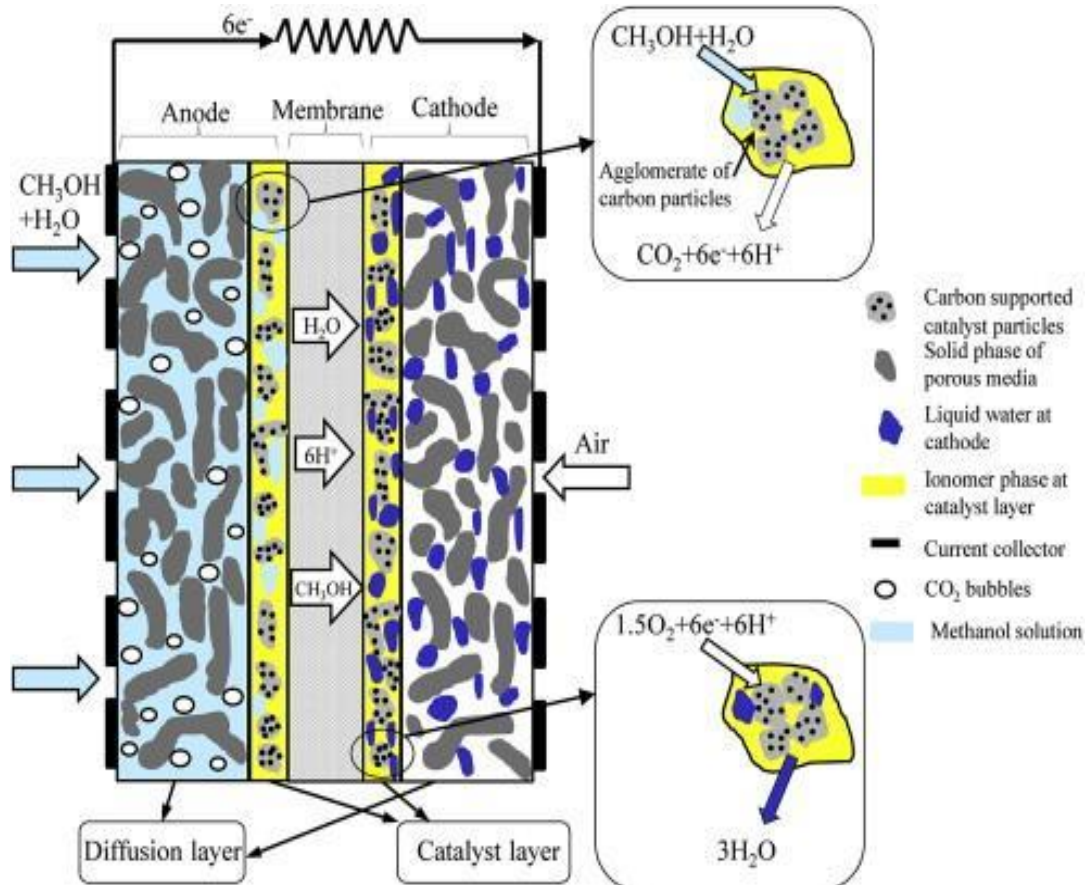 6e⁻
Anode
Membrane
Cathode
CH₃OH
+H₂O
H₂O
6H⁺
CH₃OH
Air
Diffusion layer
Catalyst layer
CH₃OH+H₂O
Agglomerate of
carbon particles
CO₂+6e⁻+6H⁺
1.5O₂+6e⁻+6H⁺
3H₂O
Carbon supported
catalyst particles
Solid phase of
porous media
Liquid water at
cathode
Ionomer phase at
catalyst layer
Current collector
CO₂ bubbles
Methanol solution